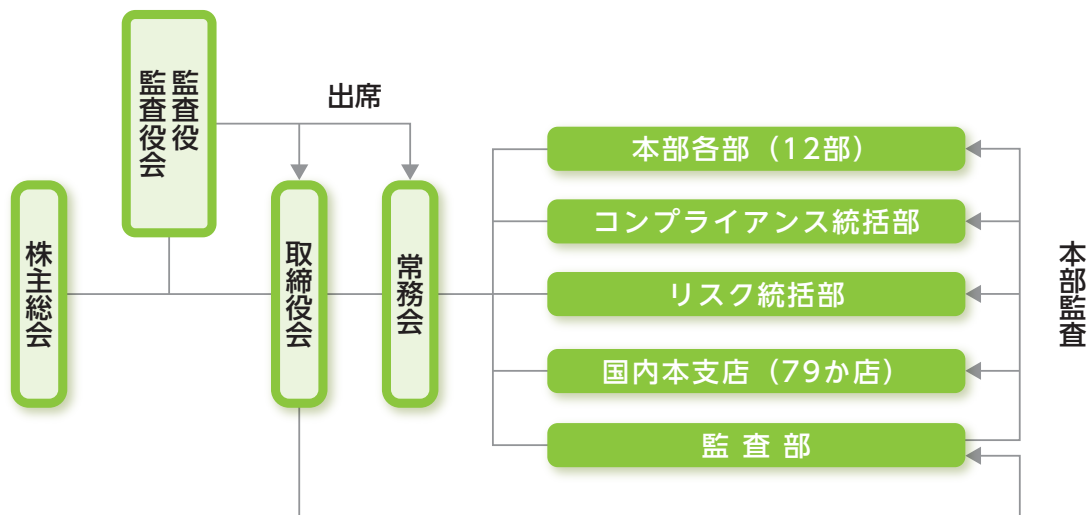 監査役
監査役会
出席
株主総会
取締役会
常務会
本部各部（12部）
コンプライアンス統括部
リスク統括部
国内本支店（79か店）
監 査 部
本部監査